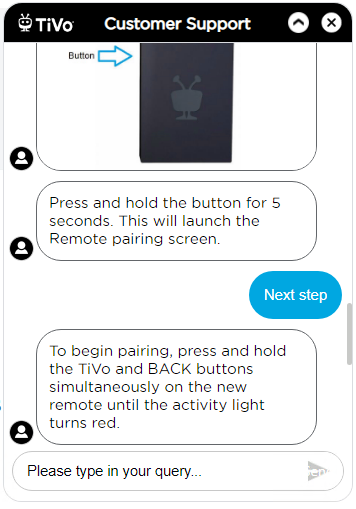 TiVo Customer Support
Button
Press and hold the button for 5
seconds. This will launch the
Remote pairing screen.
Next step
To begin pairing, press and hold
the TiVo and BACK buttons
simultaneously on the new
remote until the activity light
turns red.
Please type in your query...